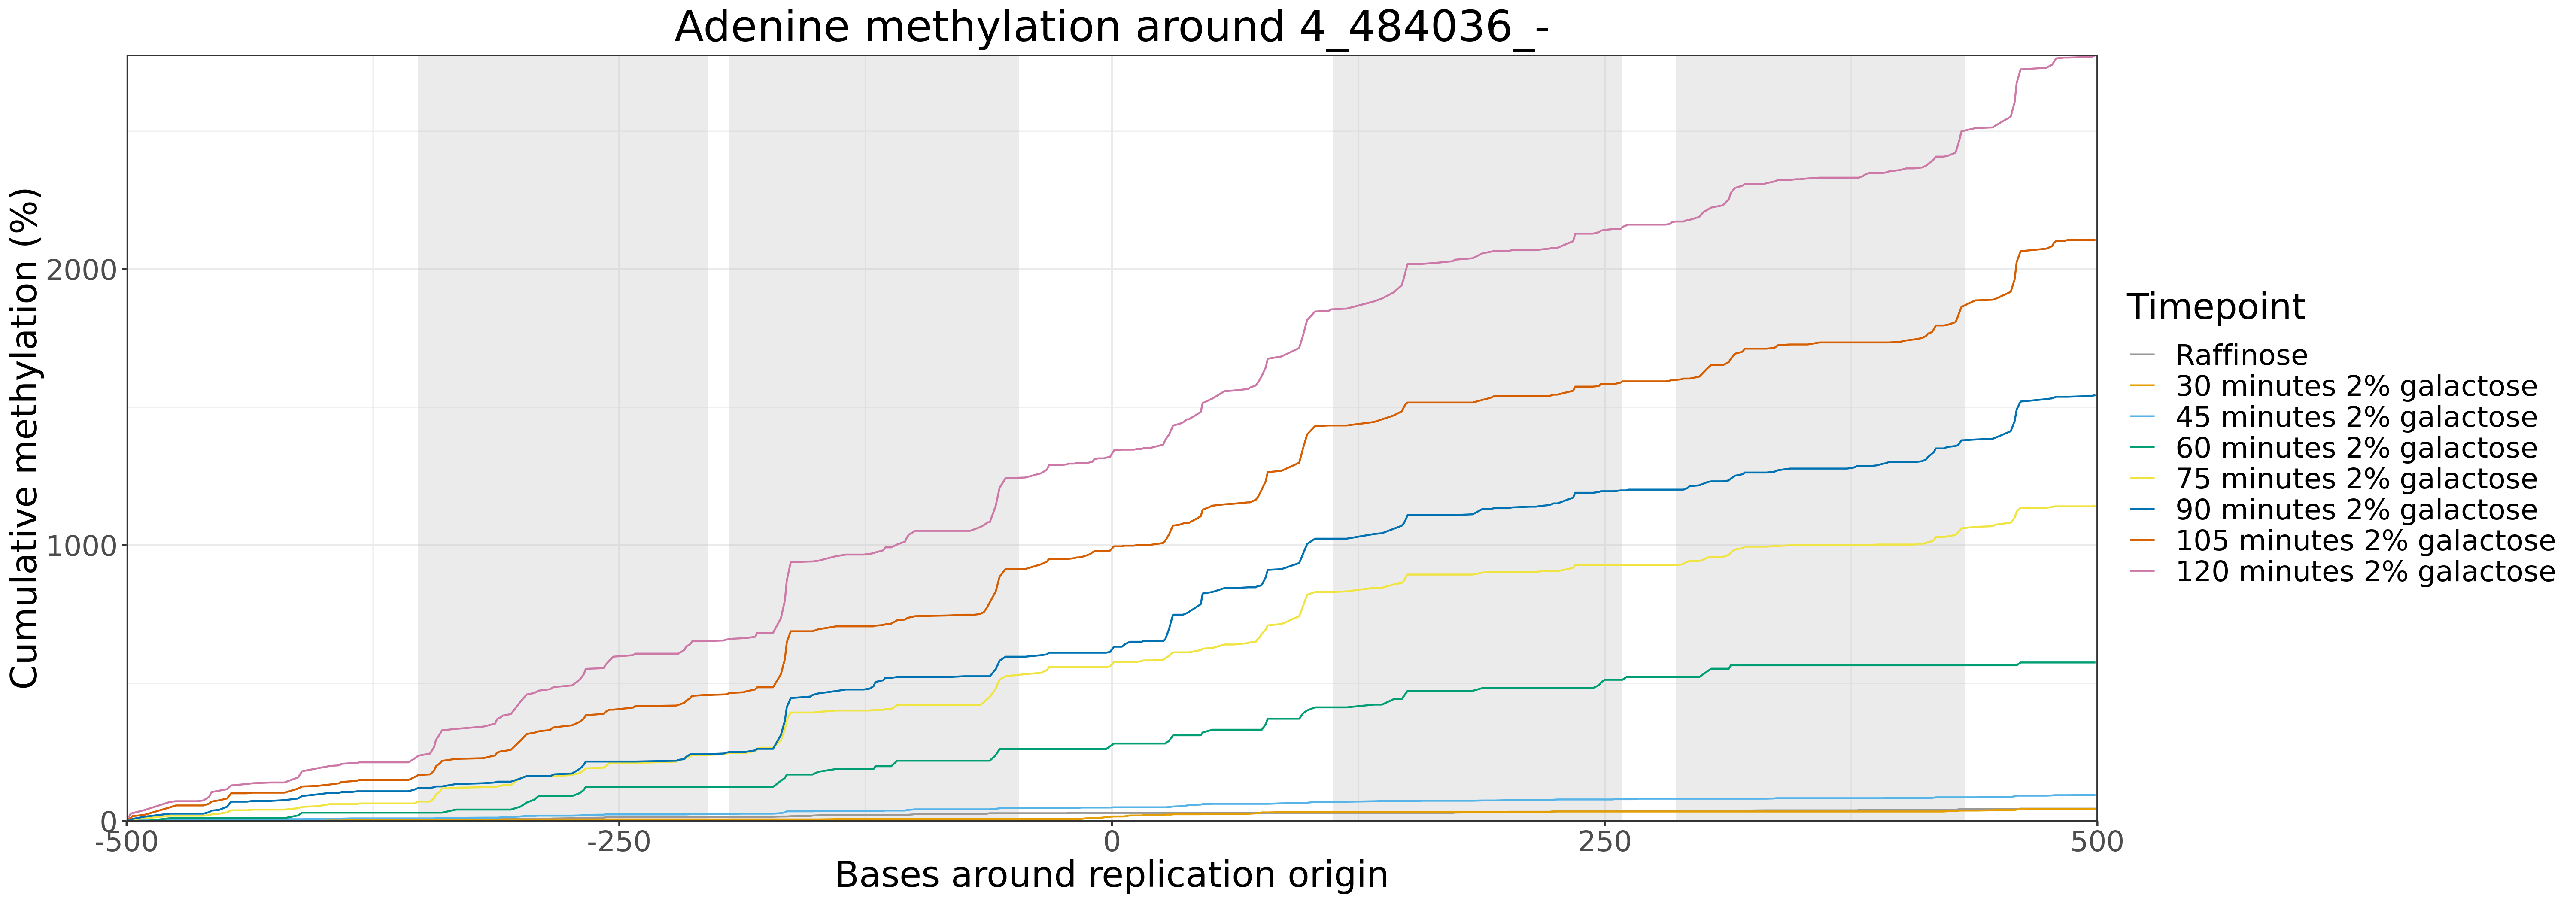 Adenine methylation around 4_484036_-
Cumulative methylation (%)
2000
1000
0
-500
-250
0
250
500
Bases around replication origin
Timepoint
Raffinose
30 minutes 2% galactose
45 minutes 2% galactose
60 minutes 2% galactose
75 minutes 2% galactose
90 minutes 2% galactose
105 minutes 2% galactose
120 minutes 2% galactose